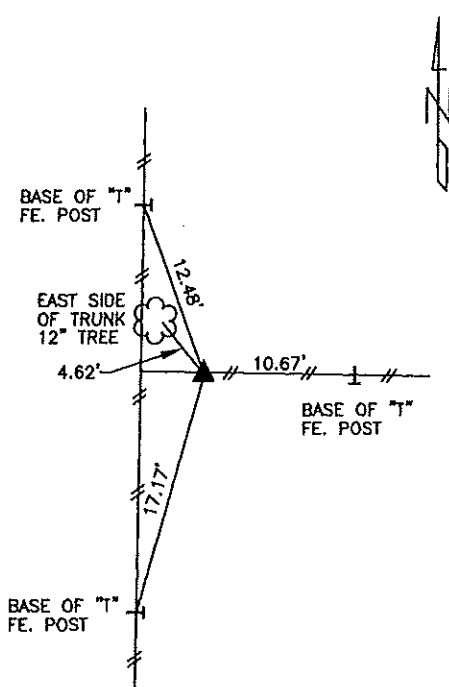 N
BASE OF "T"
FE. POST
12.48'
EAST SIDE
OF TRUNK
12" TREE
4.62'
10.67'
BASE OF "T"
FE. POST
17.17'
BASE OF "T"
FE. POST